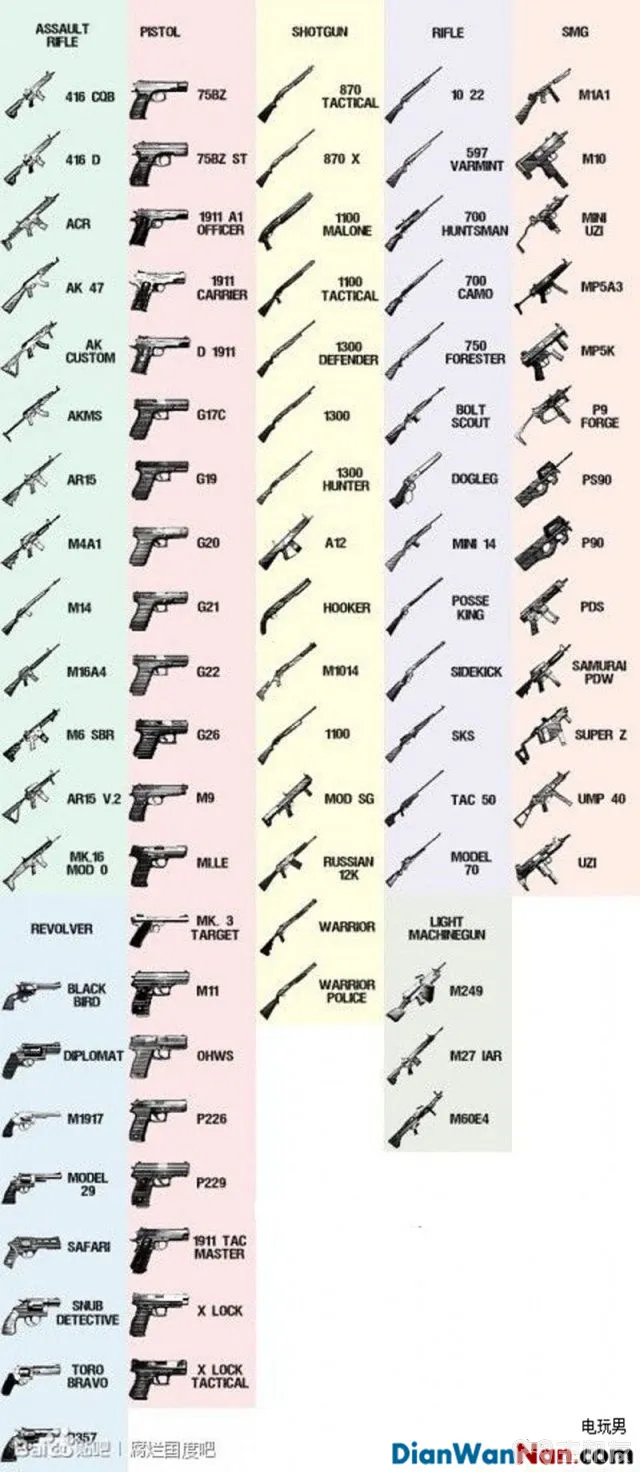 ASSAULT
RIFLE
416 CQB
416 D
ACR
AK 47
AK
CUSTOM
AKMS
AR15
M4A1
M14
M16A4
M6 SBR
AR15 V.2
MK.16
MOD 0
REVOLVER
BLACK
BIRD
DIPLOMAT
M1917
MODEL
29
SAFARI
SNUB
DETECTIVE
TORO
BRAVO
PISTOL
75BZ
75BZ ST
1911 A1
OFFICER
1911
CARRIER
D 1911
G17C
G19
G20
G21
G22
G26
M9
MI.LE
MK. 3
TARGET
M11
OHWS
P226
P229
1911 TAC
MASTER
X LOCK
X LOCK
TACTICAL
SHOTGUN
870
TACTICAL
870 X
1100
MALONE
1100
TACTICAL
1300
DEFENDER
1300
1300
HUNTER
A12
HOOKER
M1014
1100
MOD SG
RUSSIAN
12K
WARRIOR
WARRIOR
POLICE
RIFLE
10 22
597
VARMINT
700
HUNTSMAN
700
CAMO
750
FORESTER
BOLT
SCOUT
DOGLEG
MINI 14
POSSE
KING
SIDEKICK
SKS
TAC 50
MODEL
70
LIGHT
MACHINEGUN
M249
M27 IAR
M60E4
SMG
M1A1
M10
MINI
UZI
MP5A3
MP5K
P9
FORGE
PS90
P90
PDS
SAMURAI
PDW
SUPER Z
UMP 40
UZI
贴吧 | 腐烂国度吧
电玩男
DianWanNan.com